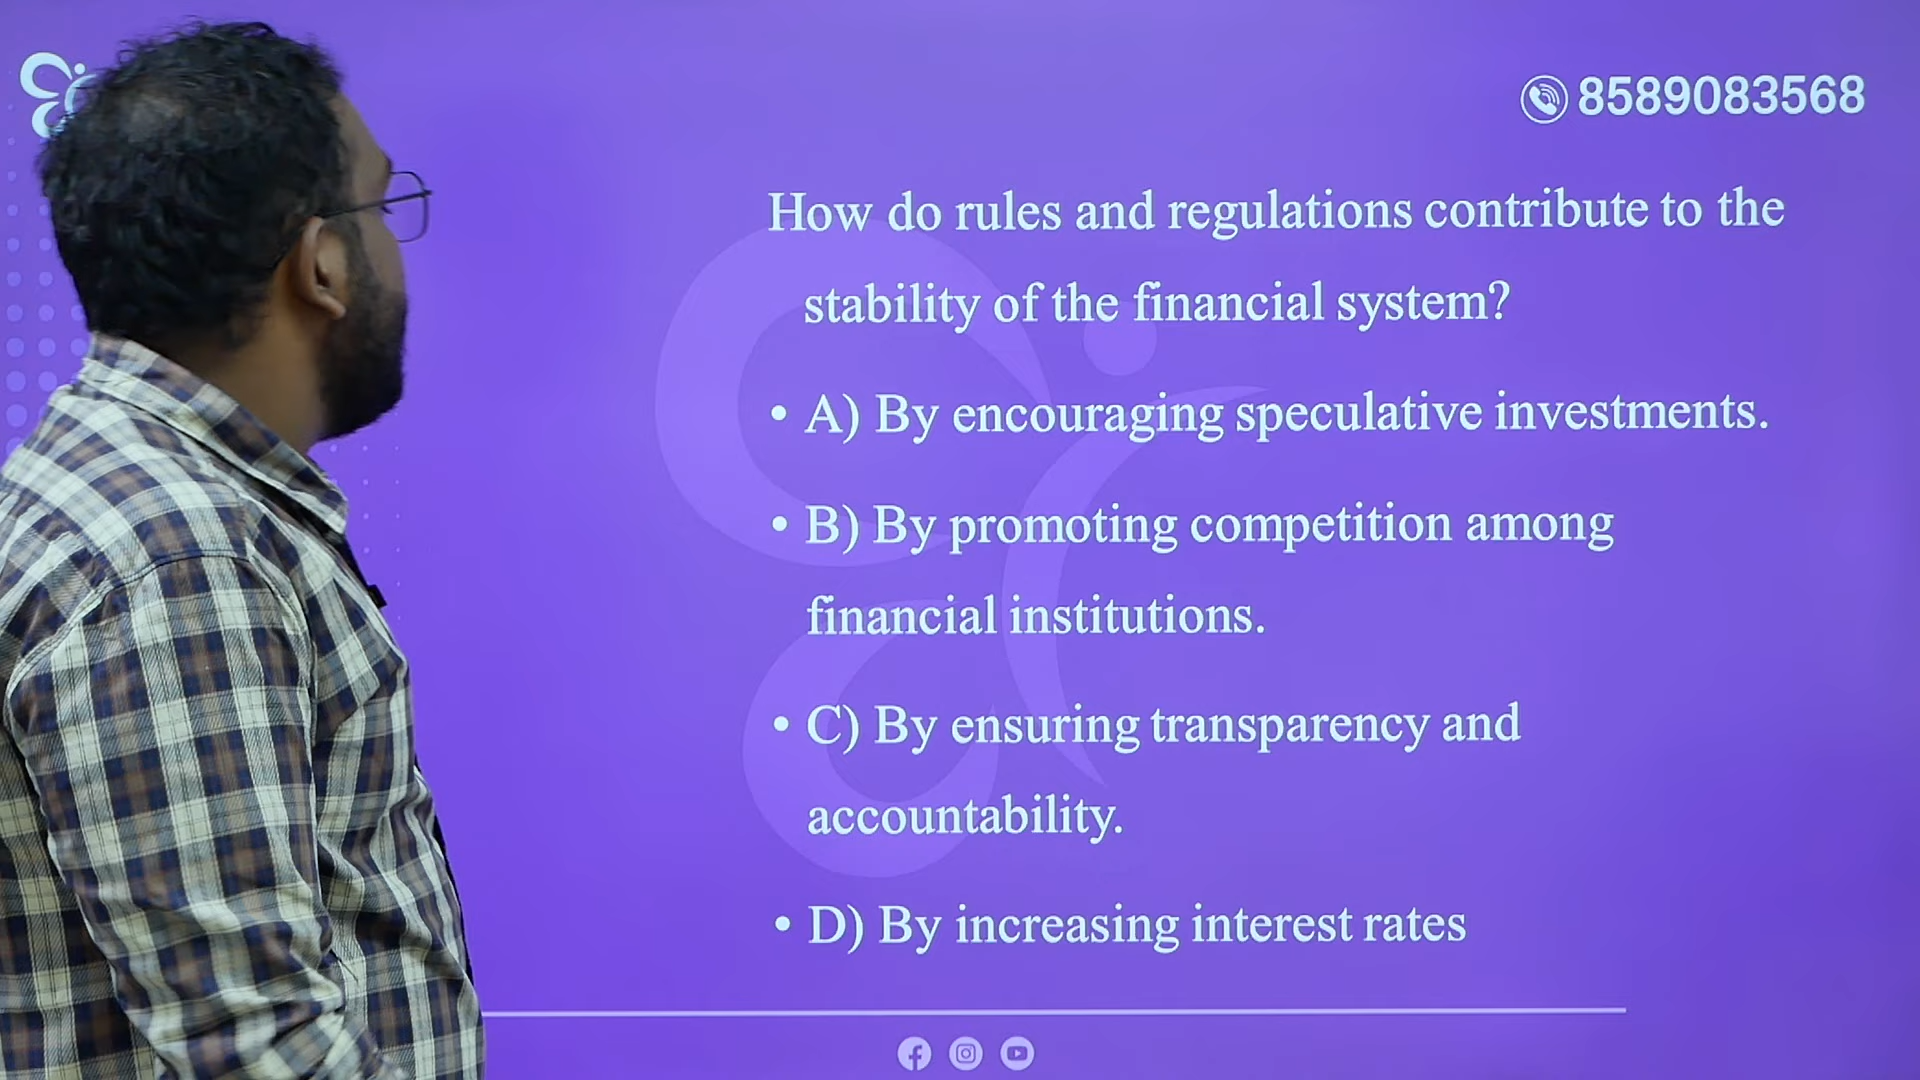 8589083568
How do rules and regulations contribute to the
stability of the financial system?
• A) By encouraging speculative investments.
• B) By promoting competition among
financial institutions.
• C) By ensuring transparency and
accountability.
• D) By increasing interest rates